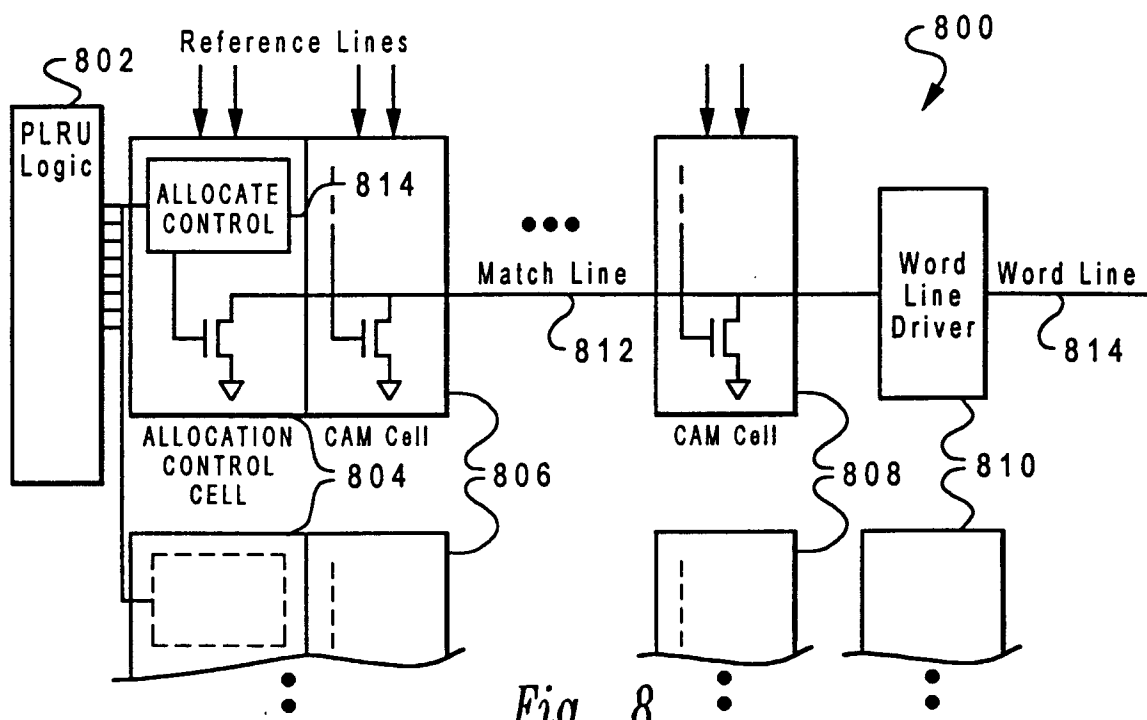 Reference Lines
802
800
PLRU
Logic
ALLOCATE
CONTROL
814
Match Line
812
Word
Line
Driver
Word Line
814
ALLOCATION
CONTROL
CELL
CAM Cell
CAM Cell
804
806
808
810
Fig. 8